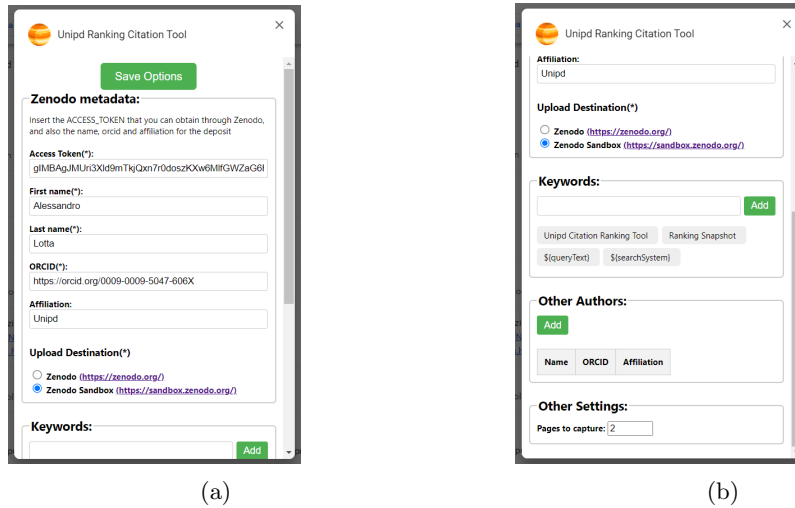 Unipd Ranking Citation Tool
×
Save Options
Zenodo metadata:
Insert the ACCESS_TOKEN that you can obtain through Zenodo,
and also the name, orcid and affiliation for the deposit
Access Token(*):
First name(*):
Alessandro
Last name(*):
Lotta
ORCID(*):
https://orcid.org/0009-0009-5047-606X
Affiliation:
Unipd
Upload Destination(*)
Zenodo (https://zenodo.org/)
Zenodo Sandbox (https://sandbox.zenodo.org/)
Keywords:
Add
(a)
Unipd Ranking Citation Tool
×
Affiliation:
Unipd
Upload Destination(*)
Zenodo (https://zenodo.org/)
Zenodo Sandbox (https://sandbox.zenodo.org/)
Keywords:
Add
Unipd Citation Ranking Tool Ranking Snapshot
${queryText} ${searchSystem}
Other Authors:
Add
Name ORCID Affiliation
Other Settings:
Pages to capture: 2
(b)